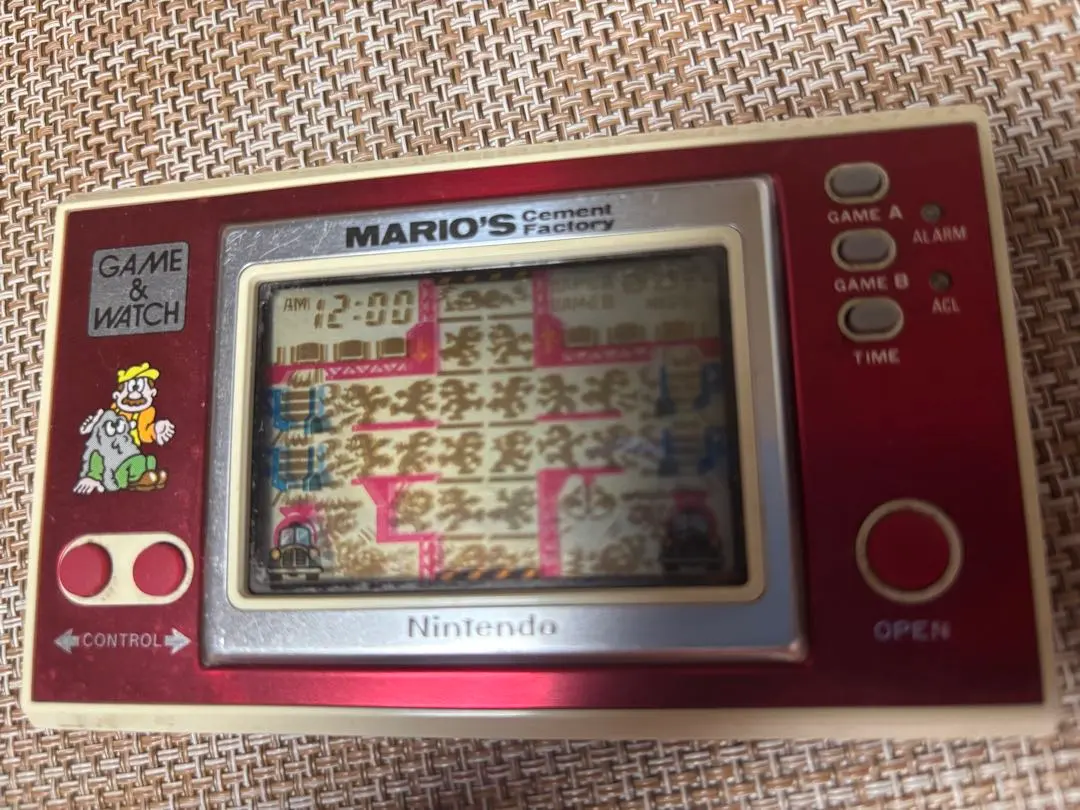 GAME
&
WATCH
MARIO'S Cement
Factory
AM 12:00
GAME A
ALARM
GAME B
ACL
TIME
CONTROL
Nintendo
OPEN